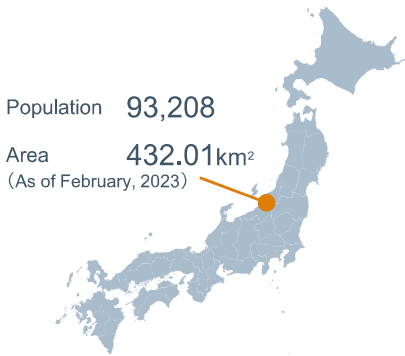 Population 93,208
Area 432.01km²
（As of February, 2023）